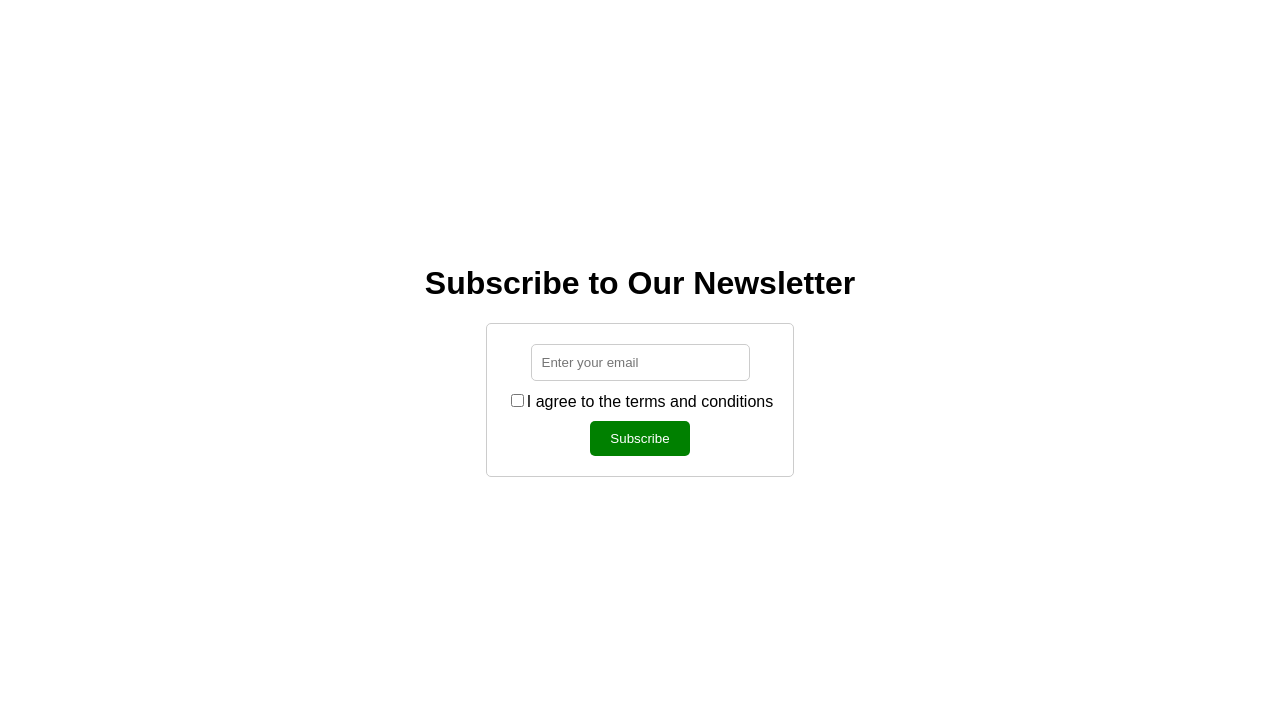 Subscribe to Our Newsletter
Enter your email
I agree to the terms and conditions
Subscribe